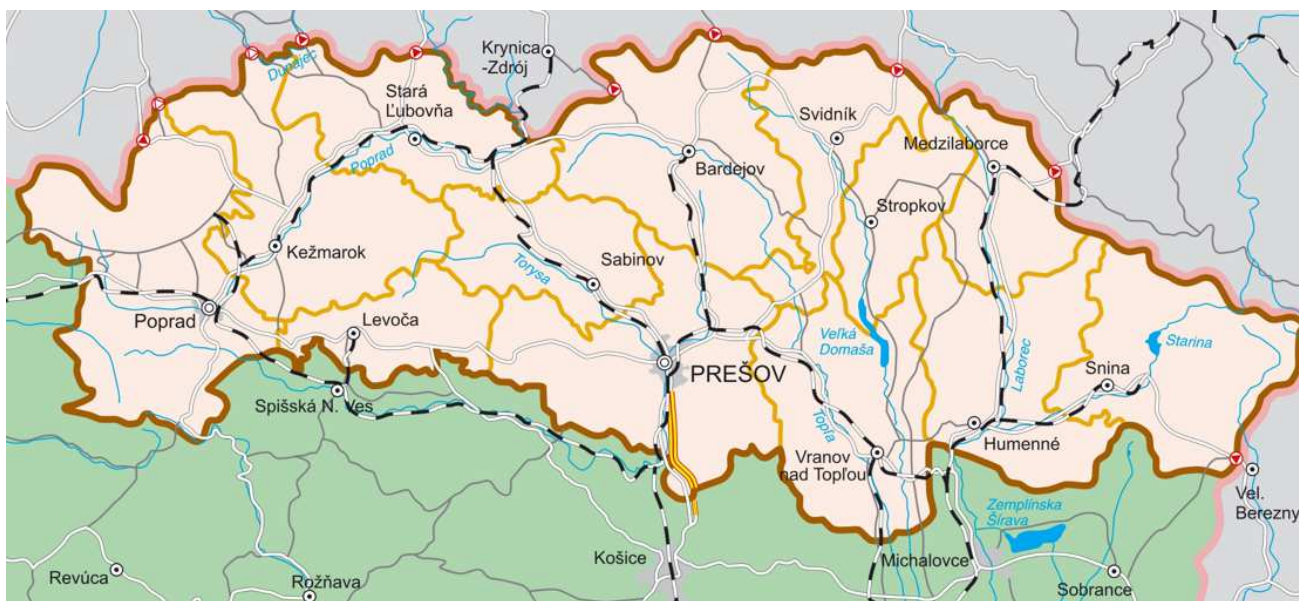 Dunajec
Krynica
-Zdrój
Stará
Ľubovňa
Poprad
Svidník
Medzilaborce
Bardejov
Stropkov
Kežmarok
Torysa
Sabinov
Poprad
Levoča
Veľká
Domaša
Laborec
Starina
Snina
PREŠOV
Spišská N. Ves
Topľa
Humenné
Vranov
nad Topľou
Vel.
Berezny
Zemplínska
Šírava
Košice
Michalovce
Revúca
Rožňava
Sobrance